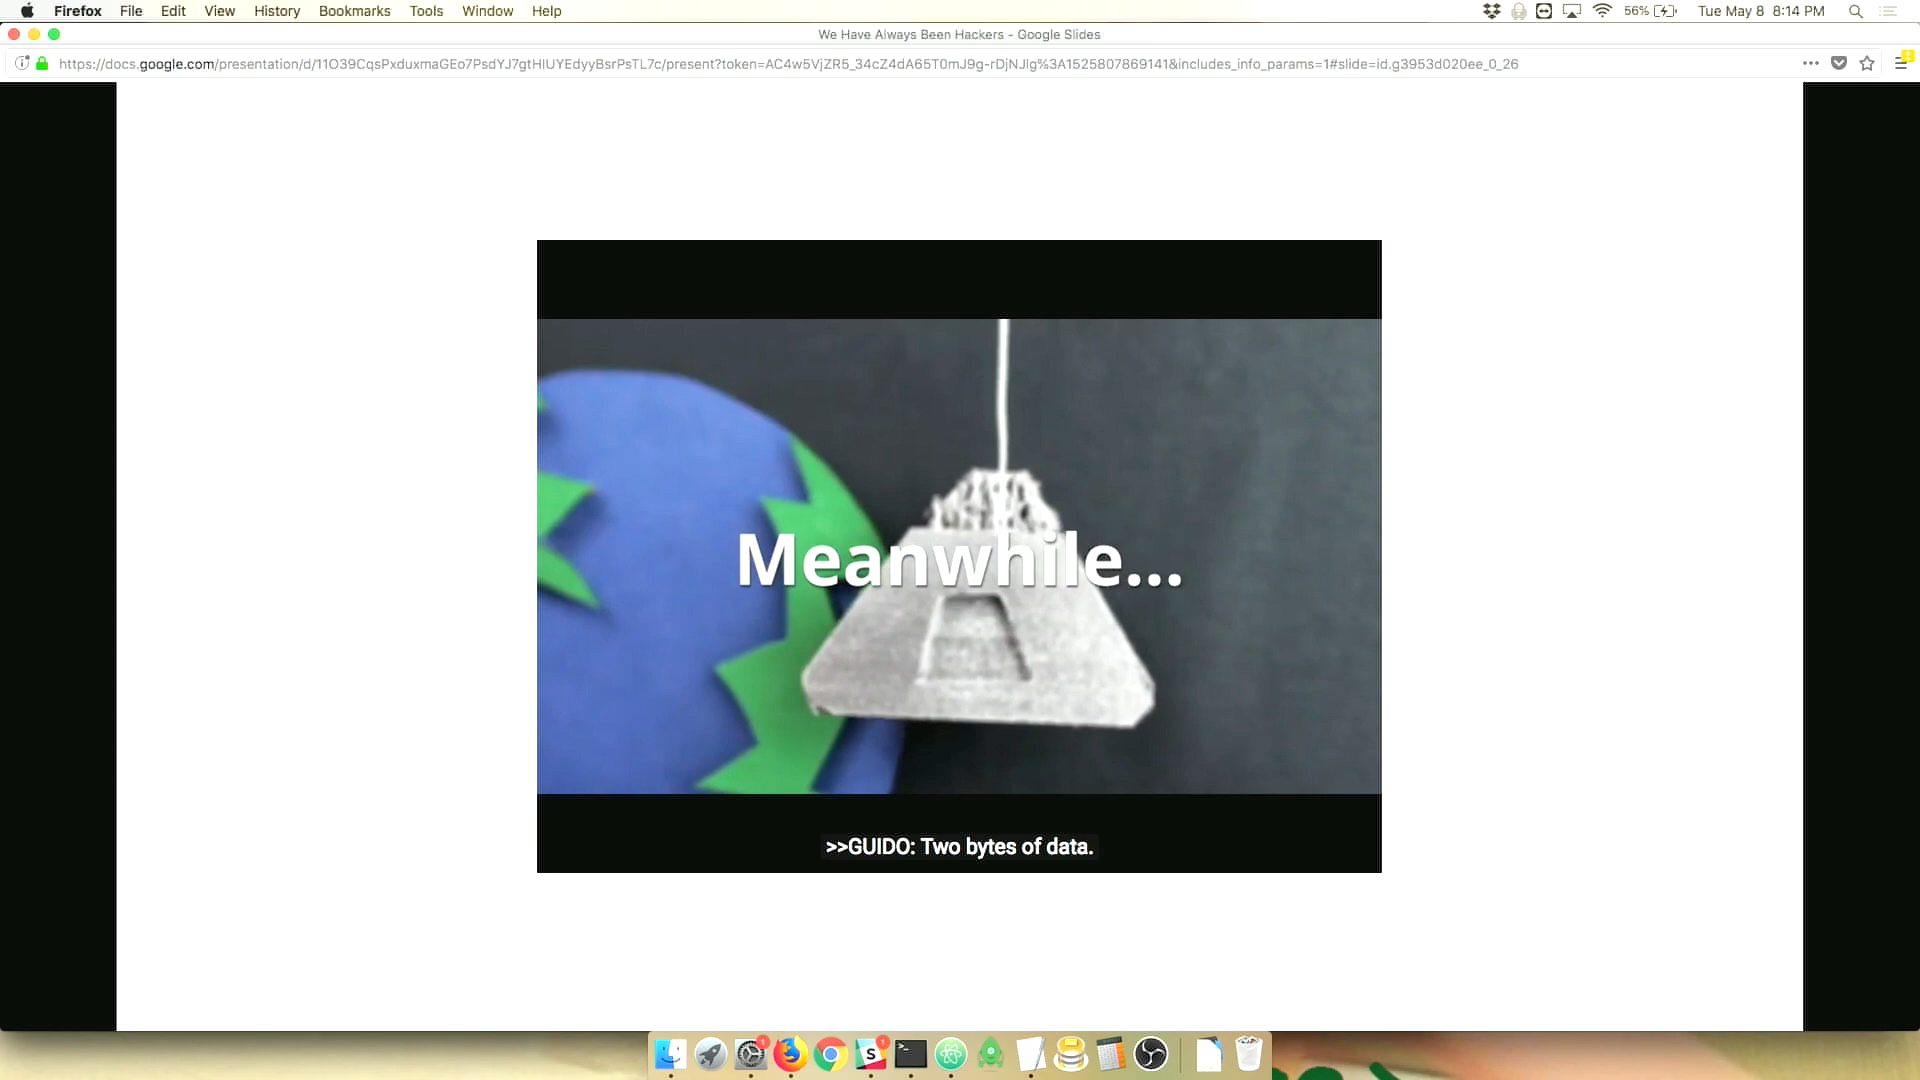 Firefox File Edit View History Bookmarks Tools Window Help 56% Tue May 8 8:14 PM
We Have Always Been Hackers - Google Slides
https://docs.google.com/presentation/d/11O39CqsPxduxmaGEo7PsdYJ7gtHIUYEdyyBsrPsTL7c/present?token=AC4w5VjZR5_34cZ4dA65T0mJ9g-rDjNJlg%3A1525807869141&includes_info_params=1#slide=id.g3953d020ee_0_26
Meanwhile...
>>GUIDO: Two bytes of data.